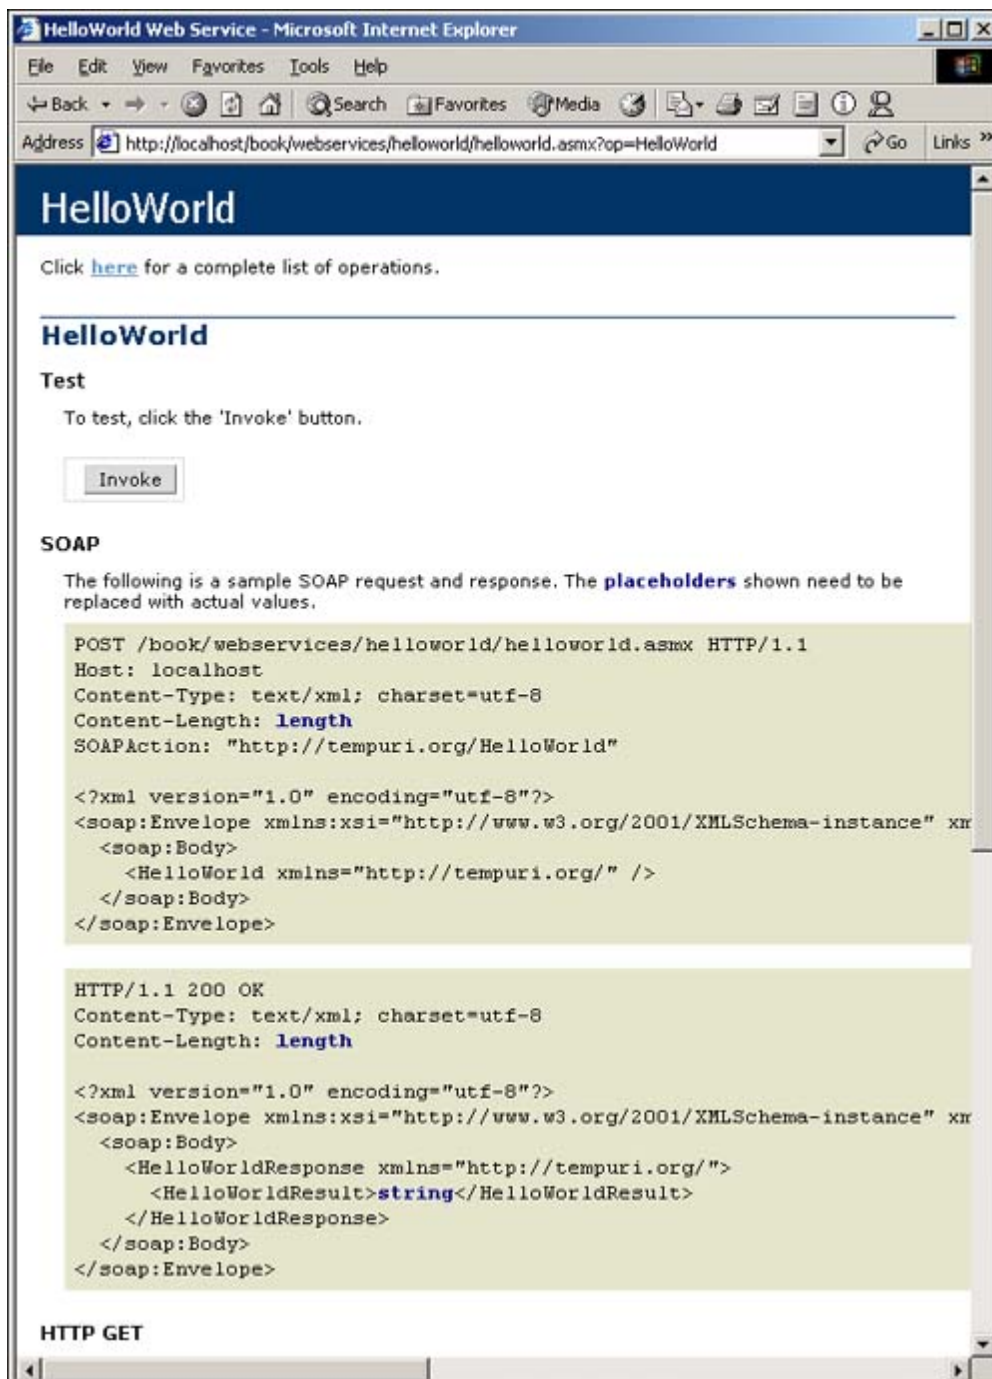 HelloWorld Web Service - Microsoft Internet Explorer
File Edit View Favorites Tools Help
Back Search Favorites Media
Address http://localhost/book/webservices/helloworld/helloworld.asmx?op=HelloWorld Go Links »
HelloWorld
Click here for a complete list of operations.
HelloWorld
Test
To test, click the 'Invoke' button.
Invoke
SOAP
The following is a sample SOAP request and response. The placeholders shown need to be
replaced with actual values.
POST /book/webservices/helloworld/helloworld.asmx HTTP/1.1
Host: localhost
Content-Type: text/xml; charset=utf-8
Content-Length: length
SOAPAction: "http://tempuri.org/HelloWorld"
<?xml version="1.0" encoding="utf-8"?>
<soap:Envelope xmlns:xsi="http://www.w3.org/2001/XMLSchema-instance" xm
<soap:Body>
<HelloWorld xmlns="http://tempuri.org/" />
</soap:Body>
</soap:Envelope>
HTTP/1.1 200 OK
Content-Type: text/xml; charset=utf-8
Content-Length: length
<?xml version="1.0" encoding="utf-8"?>
<soap:Envelope xmlns:xsi="http://www.w3.org/2001/XMLSchema-instance" xm
<soap:Body>
<HelloWorldResponse xmlns="http://tempuri.org/">
<HelloWorldResult>string</HelloWorldResult>
</HelloWorldResponse>
</soap:Body>
</soap:Envelope>
HTTP GET